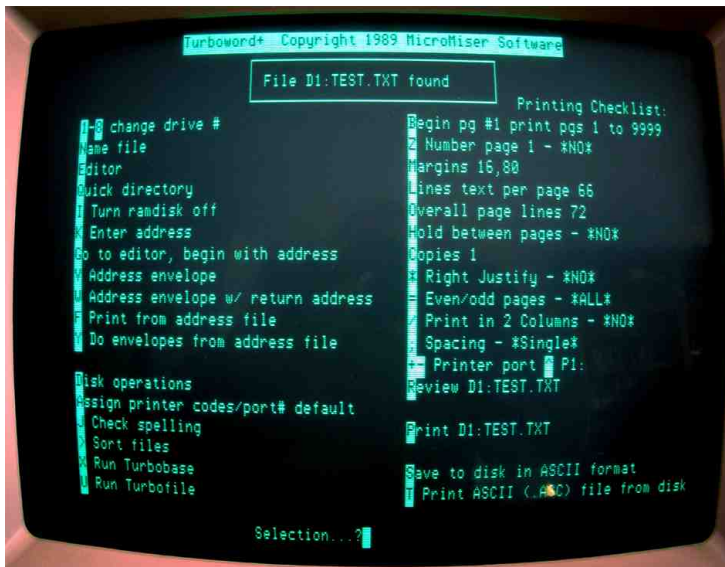 Turboword+ Copyright 1989 MicroMiser Software
File D1:TEST.TXT found
1-8 change drive #
Name file
Editor
Quick directory
I Turn ramdisk off
K Enter address
Go to editor, begin with address
Address envelope
W Address envelope w/ return address
F Print from address file
Y Do envelopes from address file
Disk operations
Assign printer codes/port# default
J Check spelling
> Sort files
X Run Turbobase
U Run Turbofile
Printing Checklist:
Begin pg #1 print pgs 1 to 9999
Z Number page 1 - *NO*
Margins 16,80
Lines text per page 66
Overall page lines 72
Hold between pages - *NO*
Copies 1
* Right Justify - *NO*
= Even/odd pages - *ALL*
/ Print in 2 Columns - *NO*
, Spacing - *Single*
+- Printer port ^ P1:
Review D1:TEST.TXT
Print D1:TEST.TXT
Save to disk in ASCII format
T Print ASCII (.ASC) file from disk
Selection...?